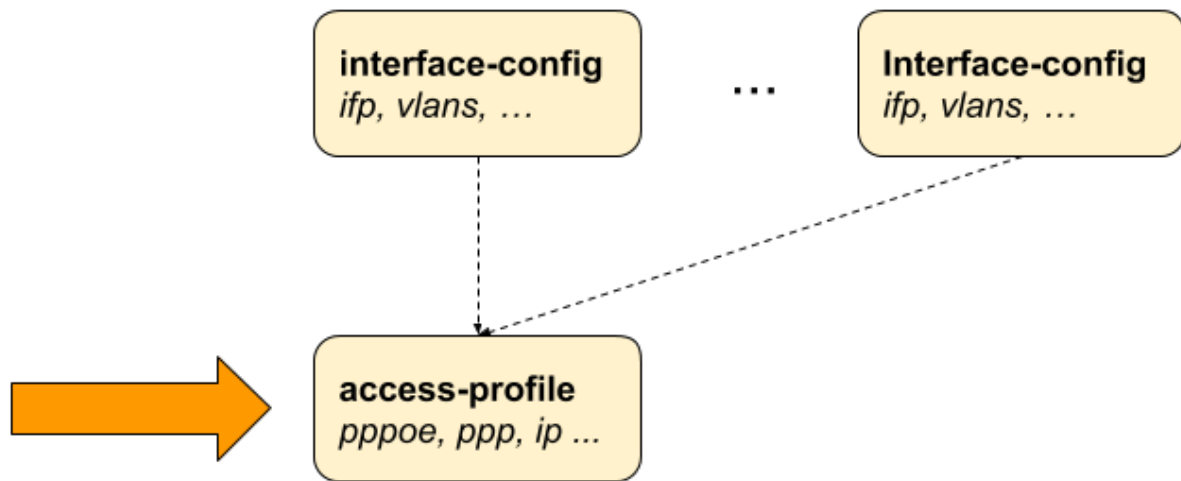 interface-config
ifp, vlans, …
...
Interface-config
ifp, vlans, …
access-profile
pppoe, ppp, ip ...